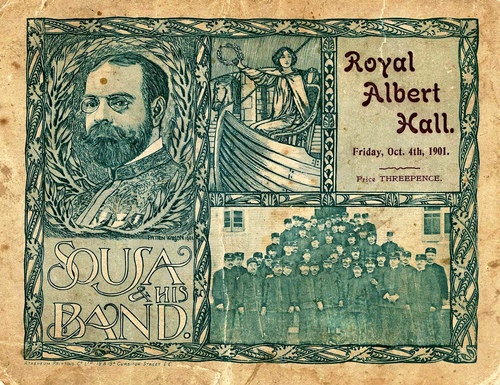 Royal
Albert
Hall.
Friday, Oct. 4th, 1901.
Price THREEPENCE.
SOUSA
& HIS
BAND.